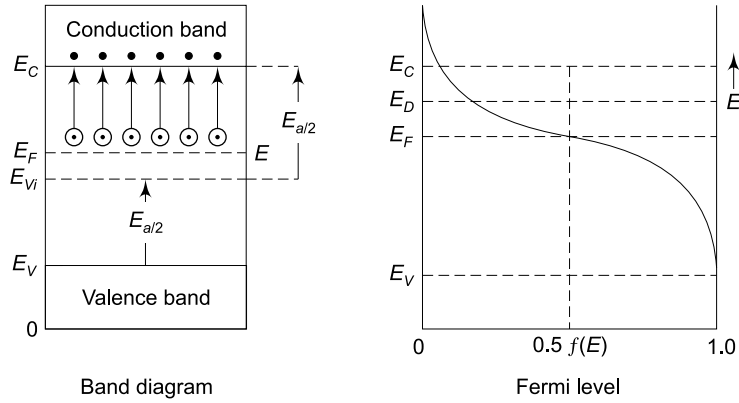 Conduction band
E_C
E_a/2
E_F
E
E_Vi
E_a/2
E_V
Valence band
0
Band diagram
E_C
E_D
E
E_F
E_V
0
0.5 f(E)
1.0
Fermi level